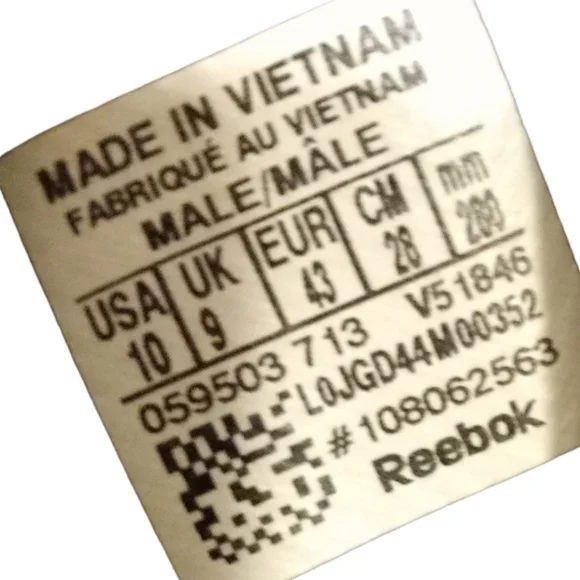 MADE IN VIETNAM
FABRIQUÉ AU VIETNAM
MALE/MÂLE
USA UK EUR CM mm
10 9 43 28 280
059503 713 V51846
L0JGD44M00352
#108062563
Reebok